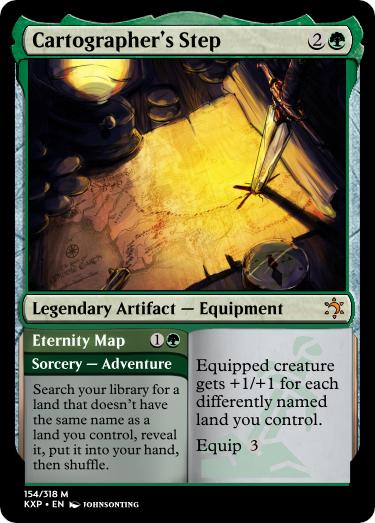 Cartographer's Step 2
Legendary Artifact — Equipment
Eternity Map 1
Sorcery — Adventure
Search your library for a
land that doesn't have
the same name as a
land you control, reveal
it, put it into your hand,
then shuffle.
Equipped creature
gets +1/+1 for each
differently named
land you control.
Equip 3
154/318 M
KXP • EN JOHNSONTING